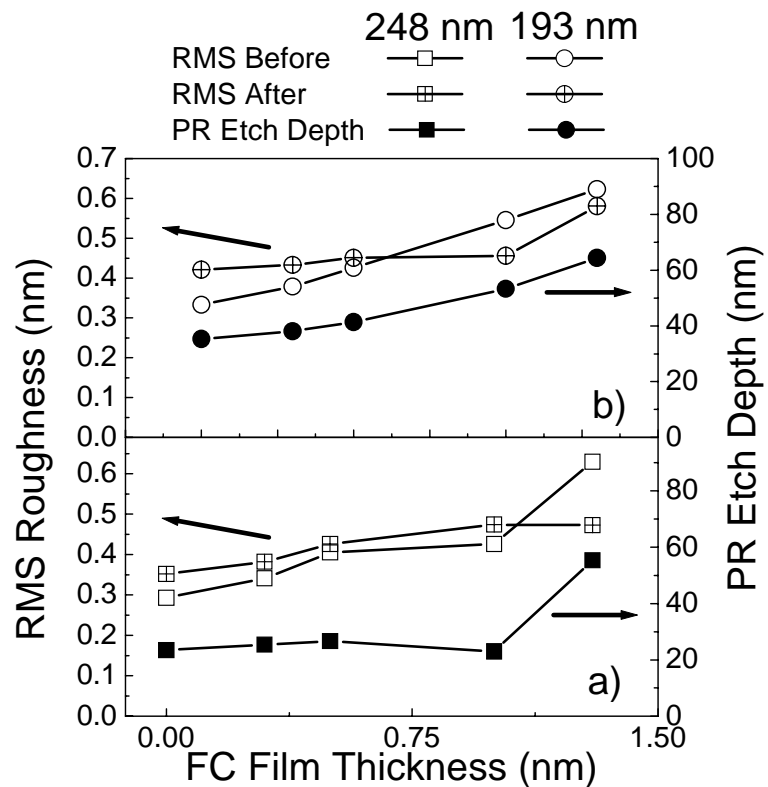 248 nm 193 nm
RMS Before
RMS After
PR Etch Depth
0.7 100
0.6 80
0.5
0.4 60
0.3 40
0.2 20
0.1
0.0 0
b)
0.6 80
0.5
0.4 60
0.3 40
0.2 20
0.1
0.0 0
a)
RMS Roughness (nm)
PR Etch Depth (nm)
0.00 0.75 1.50
FC Film Thickness (nm)